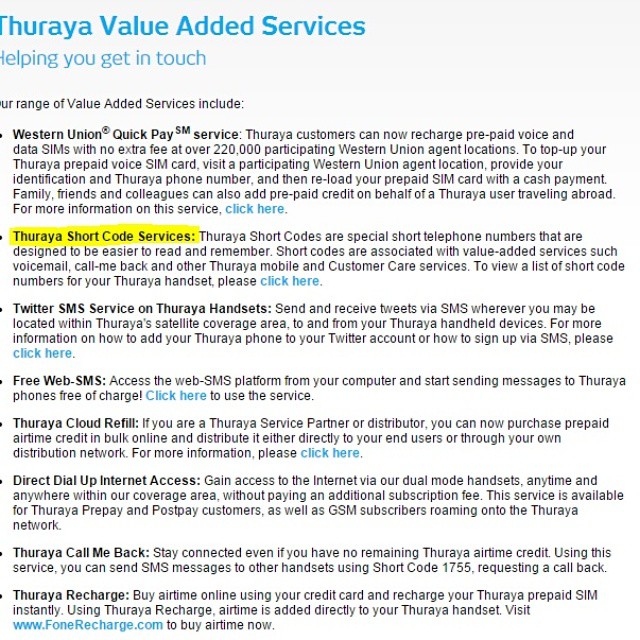 Thuraya Value Added Services
Helping you get in touch
ur range of Value Added Services include:
• Western Union® Quick Pay℠ service: Thuraya customers can now recharge pre-paid voice and
data SIMs with no extra fee at over 220,000 participating Western Union agent locations. To top-up your
Thuraya prepaid voice SIM card, visit a participating Western Union agent location, provide your
identification and Thuraya phone number, and then re-load your prepaid SIM card with a cash payment.
Family, friends and colleagues can also add pre-paid credit on behalf of a Thuraya user traveling abroad.
For more information on this service, click here.
• Thuraya Short Code Services: Thuraya Short Codes are special short telephone numbers that are
designed to be easier to read and remember. Short codes are associated with value-added services such
voicemail, call-me back and other Thuraya mobile and Customer Care services. To view a list of short code
numbers for your Thuraya handset, please click here.
• Twitter SMS Service on Thuraya Handsets: Send and receive tweets via SMS wherever you may be
located within Thuraya's satellite coverage area, to and from your Thuraya handheld devices. For more
information on how to add your Thuraya phone to your Twitter account or how to sign up via SMS, please
click here.
• Free Web-SMS: Access the web-SMS platform from your computer and start sending messages to Thuraya
phones free of charge! Click here to use the service.
• Thuraya Cloud Refill: If you are a Thuraya Service Partner or distributor, you can now purchase prepaid
airtime credit in bulk online and distribute it either directly to your end users or through your own
distribution network. For more information, please click here.
• Direct Dial Up Internet Access: Gain access to the Internet via our dual mode handsets, anytime and
anywhere within our coverage area, without paying an additional subscription fee. This service is available
for Thuraya Prepay and Postpay customers, as well as GSM subscribers roaming onto the Thuraya
network.
• Thuraya Call Me Back: Stay connected even if you have no remaining Thuraya airtime credit. Using this
service, you can send SMS messages to other handsets using Short Code 1755, requesting a call back.
• Thuraya Recharge: Buy airtime online using your credit card and recharge your Thuraya prepaid SIM
instantly. Using Thuraya Recharge, airtime is added directly to your Thuraya handset. Visit
www.FoneRecharge.com to buy airtime now.